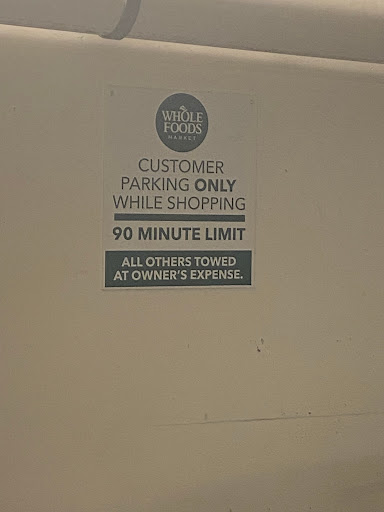 WHOLE
FOODS
MARKET
CUSTOMER
PARKING ONLY
WHILE SHOPPING
90 MINUTE LIMIT
ALL OTHERS TOWED
AT OWNER'S EXPENSE.